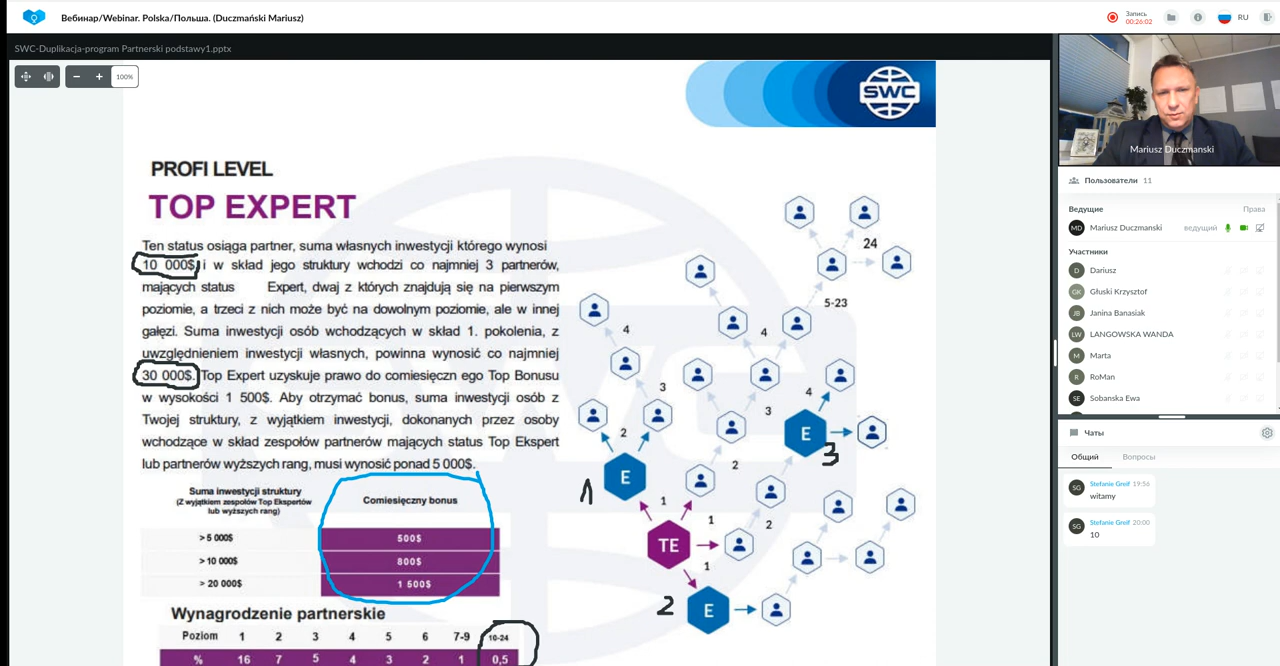 Вебинар/Webinar. Polska/Польша. (Duczmański Mariusz)
Запись
00:26:02
RU
SWC-Duplikacja-program Partnerski podstawy1.pptx
100%
SWC
PROFI LEVEL
TOP EXPERT
Ten status osiąga partner, suma własnych inwestycji którego wynosi
10 000$ i w skład jego struktury wchodzi co najmniej 3 partnerów,
mających status Expert, dwaj z których znajdują się na pierwszym
poziomie, a trzeci z nich może być na dowolnym poziomie, ale w innej
gałęzi. Suma inwestycji osób wchodzących w skład 1. pokolenia, z
uwzględnieniem inwestycji własnych, powinna wynosić co najmniej
30 000$. Top Expert uzyskuje prawo do comiesięczn ego Top Bonusu
w wysokości 1 500$. Aby otrzymać bonus, suma inwestycji osób z
Twojej struktury, z wyjątkiem inwestycji, dokonanych przez osoby
wchodzące w skład zespołów partnerów mających status Top Ekspert
lub partnerów wyższych rang, musi wynosić ponad 5 000$.
Suma inwestycji struktury
(Z wyjątkiem zespołów Top Ekspertów
lub wyższych rang)
Comiesięczny bonus
> 5 000$ 500$
> 10 000$ 800$
> 20 000$ 1 500$
Wynagrodzenie partnerskie
Poziom 1 2 3 4 5 6 7-9 10-24
% 16 7 5 4 3 2 1 0,5
24
5-23
4
4
3
4
3
E
3
2
E
2
1
1
1
2
TE
1
2
E
Mariusz Duczmanski
Пользователи 11
Ведущие Права
MD Mariusz Duczmanski ведущий
Участники
D Dariusz
GK Głuski Krzysztof
JB Janina Banasiak
LW LANGOWSKA WANDA
M Marta
R RoMan
SE Sobanska Ewa
Чаты
Общий Вопросы
SG Stefanie Greif 19:56
witamy
SG Stefanie Greif 20:00
10